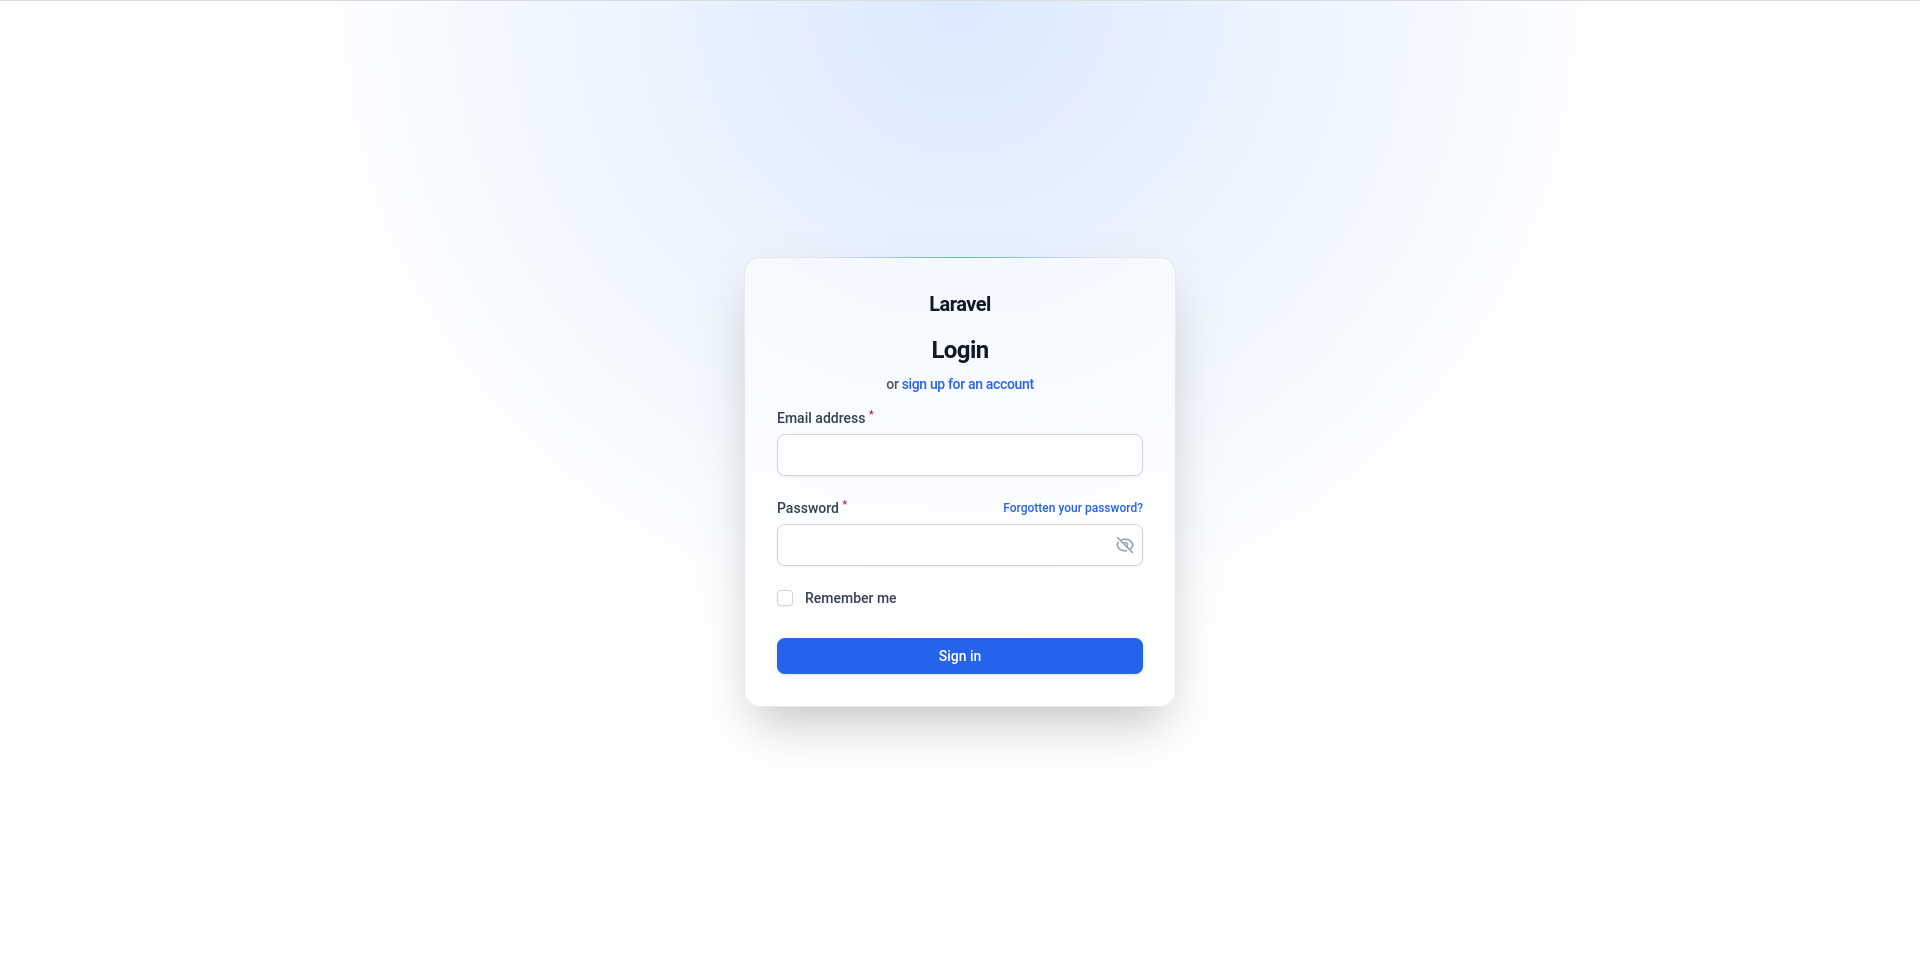 Laravel
Login
or sign up for an account
Email address *
Password * Forgotten your password?
Remember me
Sign in